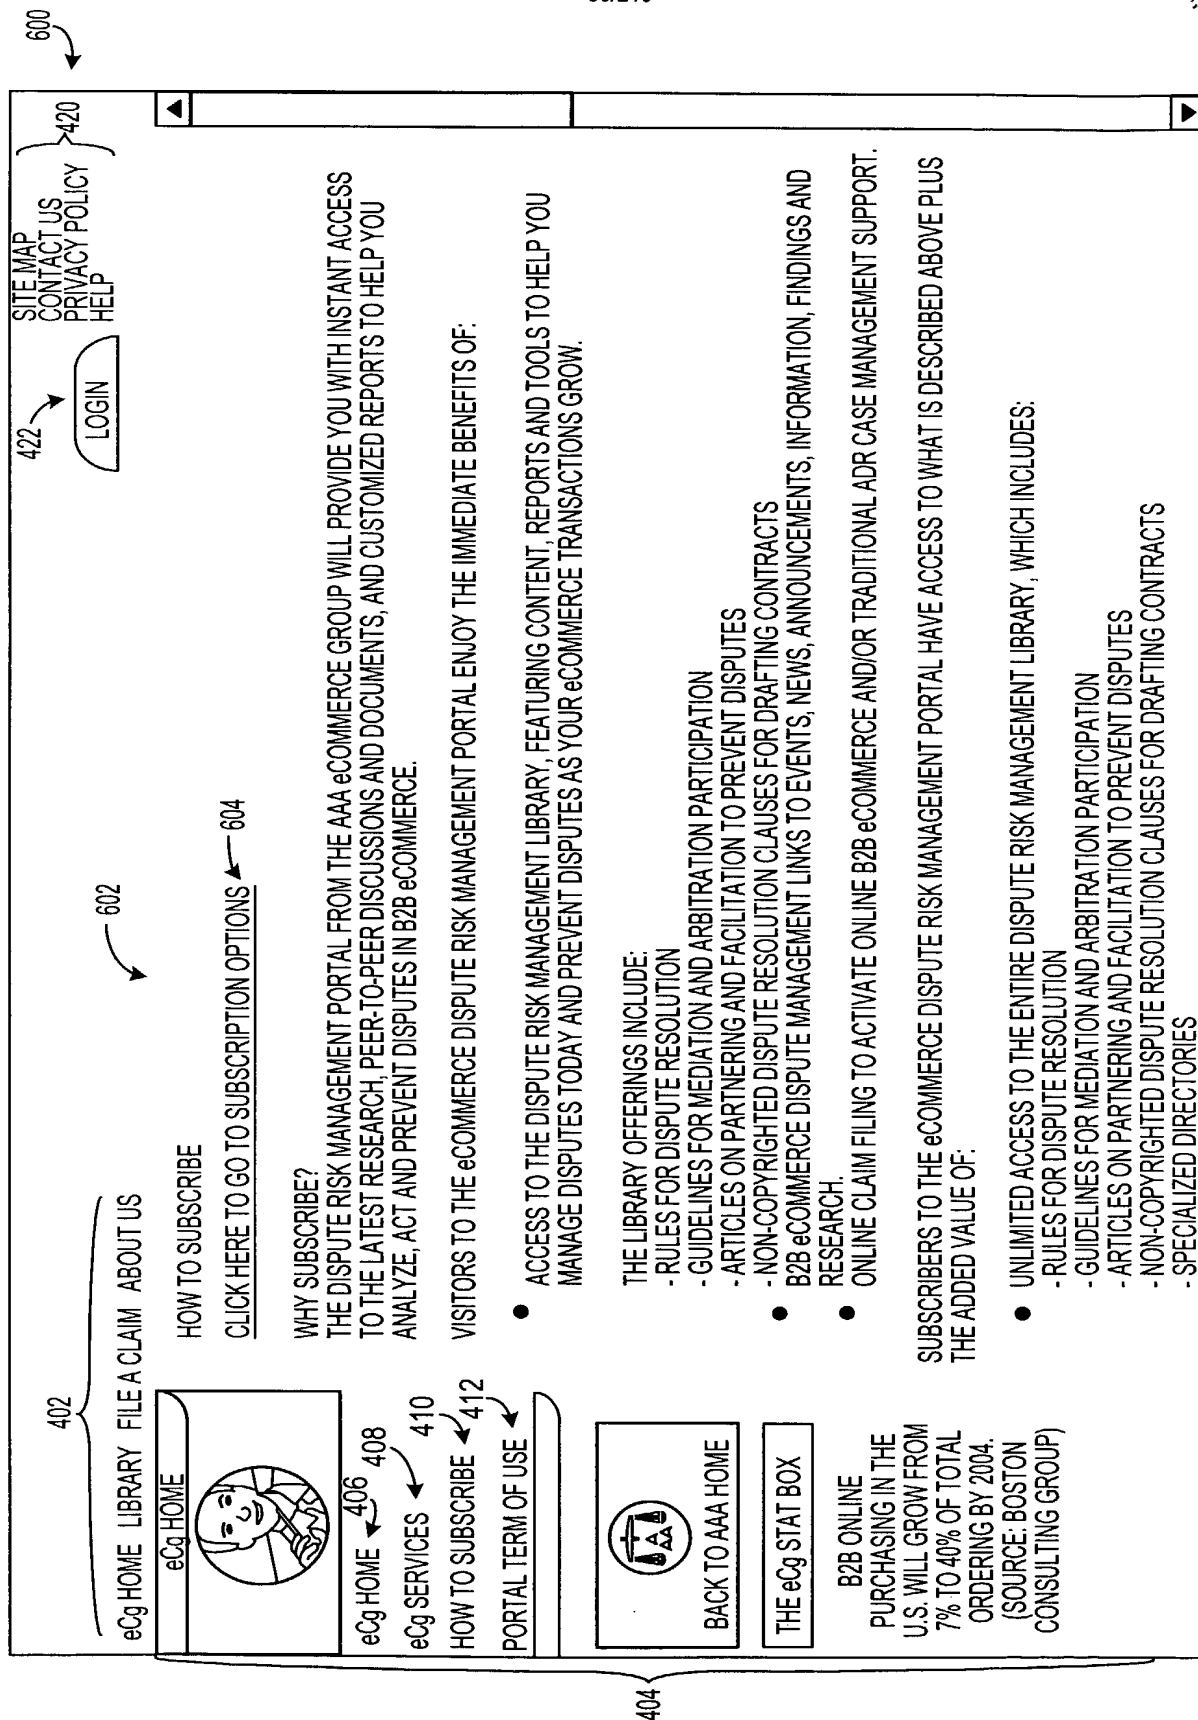 600
402
eCg HOME LIBRARY FILE A CLAIM ABOUT US
602
422
LOGIN
SITE MAP
CONTACT US
PRIVACY POLICY
HELP
420
404
eCg HOME
eCg HOME 406
eCg SERVICES 408
HOW TO SUBSCRIBE 410
PORTAL TERM OF USE 412
BACK TO AAA HOME
THE eCg STAT BOX
B2B ONLINE
PURCHASING IN THE
U.S. WILL GROW FROM
7% TO 40% OF TOTAL
ORDERING BY 2004.
(SOURCE: BOSTON
CONSULTING GROUP)
HOW TO SUBSCRIBE
CLICK HERE TO GO TO SUBSCRIPTION OPTIONS 604
WHY SUBSCRIBE?
THE DISPUTE RISK MANAGEMENT PORTAL FROM THE AAA eCOMMERCE GROUP WILL PROVIDE YOU WITH INSTANT ACCESS
TO THE LATEST RESEARCH, PEER-TO-PEER DISCUSSIONS AND DOCUMENTS, AND CUSTOMIZED REPORTS TO HELP YOU
ANALYZE, ACT AND PREVENT DISPUTES IN B2B eCOMMERCE.
VISITORS TO THE eCOMMERCE DISPUTE RISK MANAGEMENT PORTAL ENJOY THE IMMEDIATE BENEFITS OF:
● ACCESS TO THE DISPUTE RISK MANAGEMENT LIBRARY, FEATURING CONTENT, REPORTS AND TOOLS TO HELP YOU
MANAGE DISPUTES TODAY AND PREVENT DISPUTES AS YOUR eCOMMERCE TRANSACTIONS GROW.
THE LIBRARY OFFERINGS INCLUDE:
- RULES FOR DISPUTE RESOLUTION
- GUIDELINES FOR MEDIATION AND ARBITRATION PARTICIPATION
- ARTICLES ON PARTNERING AND FACILITATION TO PREVENT DISPUTES
- NON-COPYRIGHTED DISPUTE RESOLUTION CLAUSES FOR DRAFTING CONTRACTS
● B2B eCOMMERCE DISPUTE MANAGEMENT LINKS TO EVENTS, NEWS, ANNOUNCEMENTS, INFORMATION, FINDINGS AND
RESEARCH.
● ONLINE CLAIM FILING TO ACTIVATE ONLINE B2B eCOMMERCE AND/OR TRADITIONAL ADR CASE MANAGEMENT SUPPORT.
SUBSCRIBERS TO THE eCOMMERCE DISPUTE RISK MANAGEMENT PORTAL HAVE ACCESS TO WHAT IS DESCRIBED ABOVE PLUS
THE ADDED VALUE OF:
● UNLIMITED ACCESS TO THE ENTIRE DISPUTE RISK MANAGEMENT LIBRARY, WHICH INCLUDES:
- RULES FOR DISPUTE RESOLUTION
- GUIDELINES FOR MEDIATION AND ARBITRATION PARTICIPATION
- ARTICLES ON PARTNERING AND FACILITATION TO PREVENT DISPUTES
- NON-COPYRIGHTED DISPUTE RESOLUTION CLAUSES FOR DRAFTING CONTRACTS
- SPECIALIZED DIRECTORIES